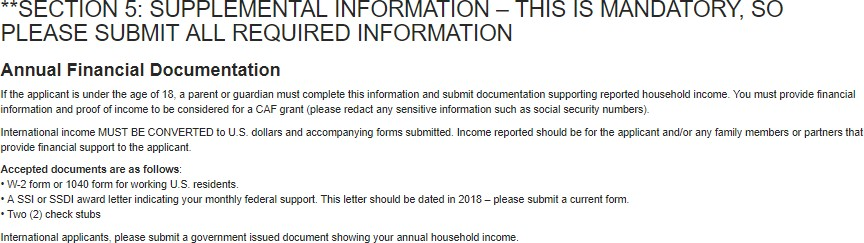 **SECTION 5: SUPPLEMENTAL INFORMATION – THIS IS MANDATORY, SO
PLEASE SUBMIT ALL REQUIRED INFORMATION
Annual Financial Documentation
If the applicant is under the age of 18, a parent or guardian must complete this information and submit documentation supporting reported household income. You must provide financial
information and proof of income to be considered for a CAF grant (please redact any sensitive information such as social security numbers).
International income MUST BE CONVERTED to U.S. dollars and accompanying forms submitted. Income reported should be for the applicant and/or any family members or partners that
provide financial support to the applicant.
Accepted documents are as follows:
• W-2 form or 1040 form for working U.S. residents.
• A SSI or SSDI award letter indicating your monthly federal support. This letter should be dated in 2018 – please submit a current form.
• Two (2) check stubs
International applicants, please submit a government issued document showing your annual household income.